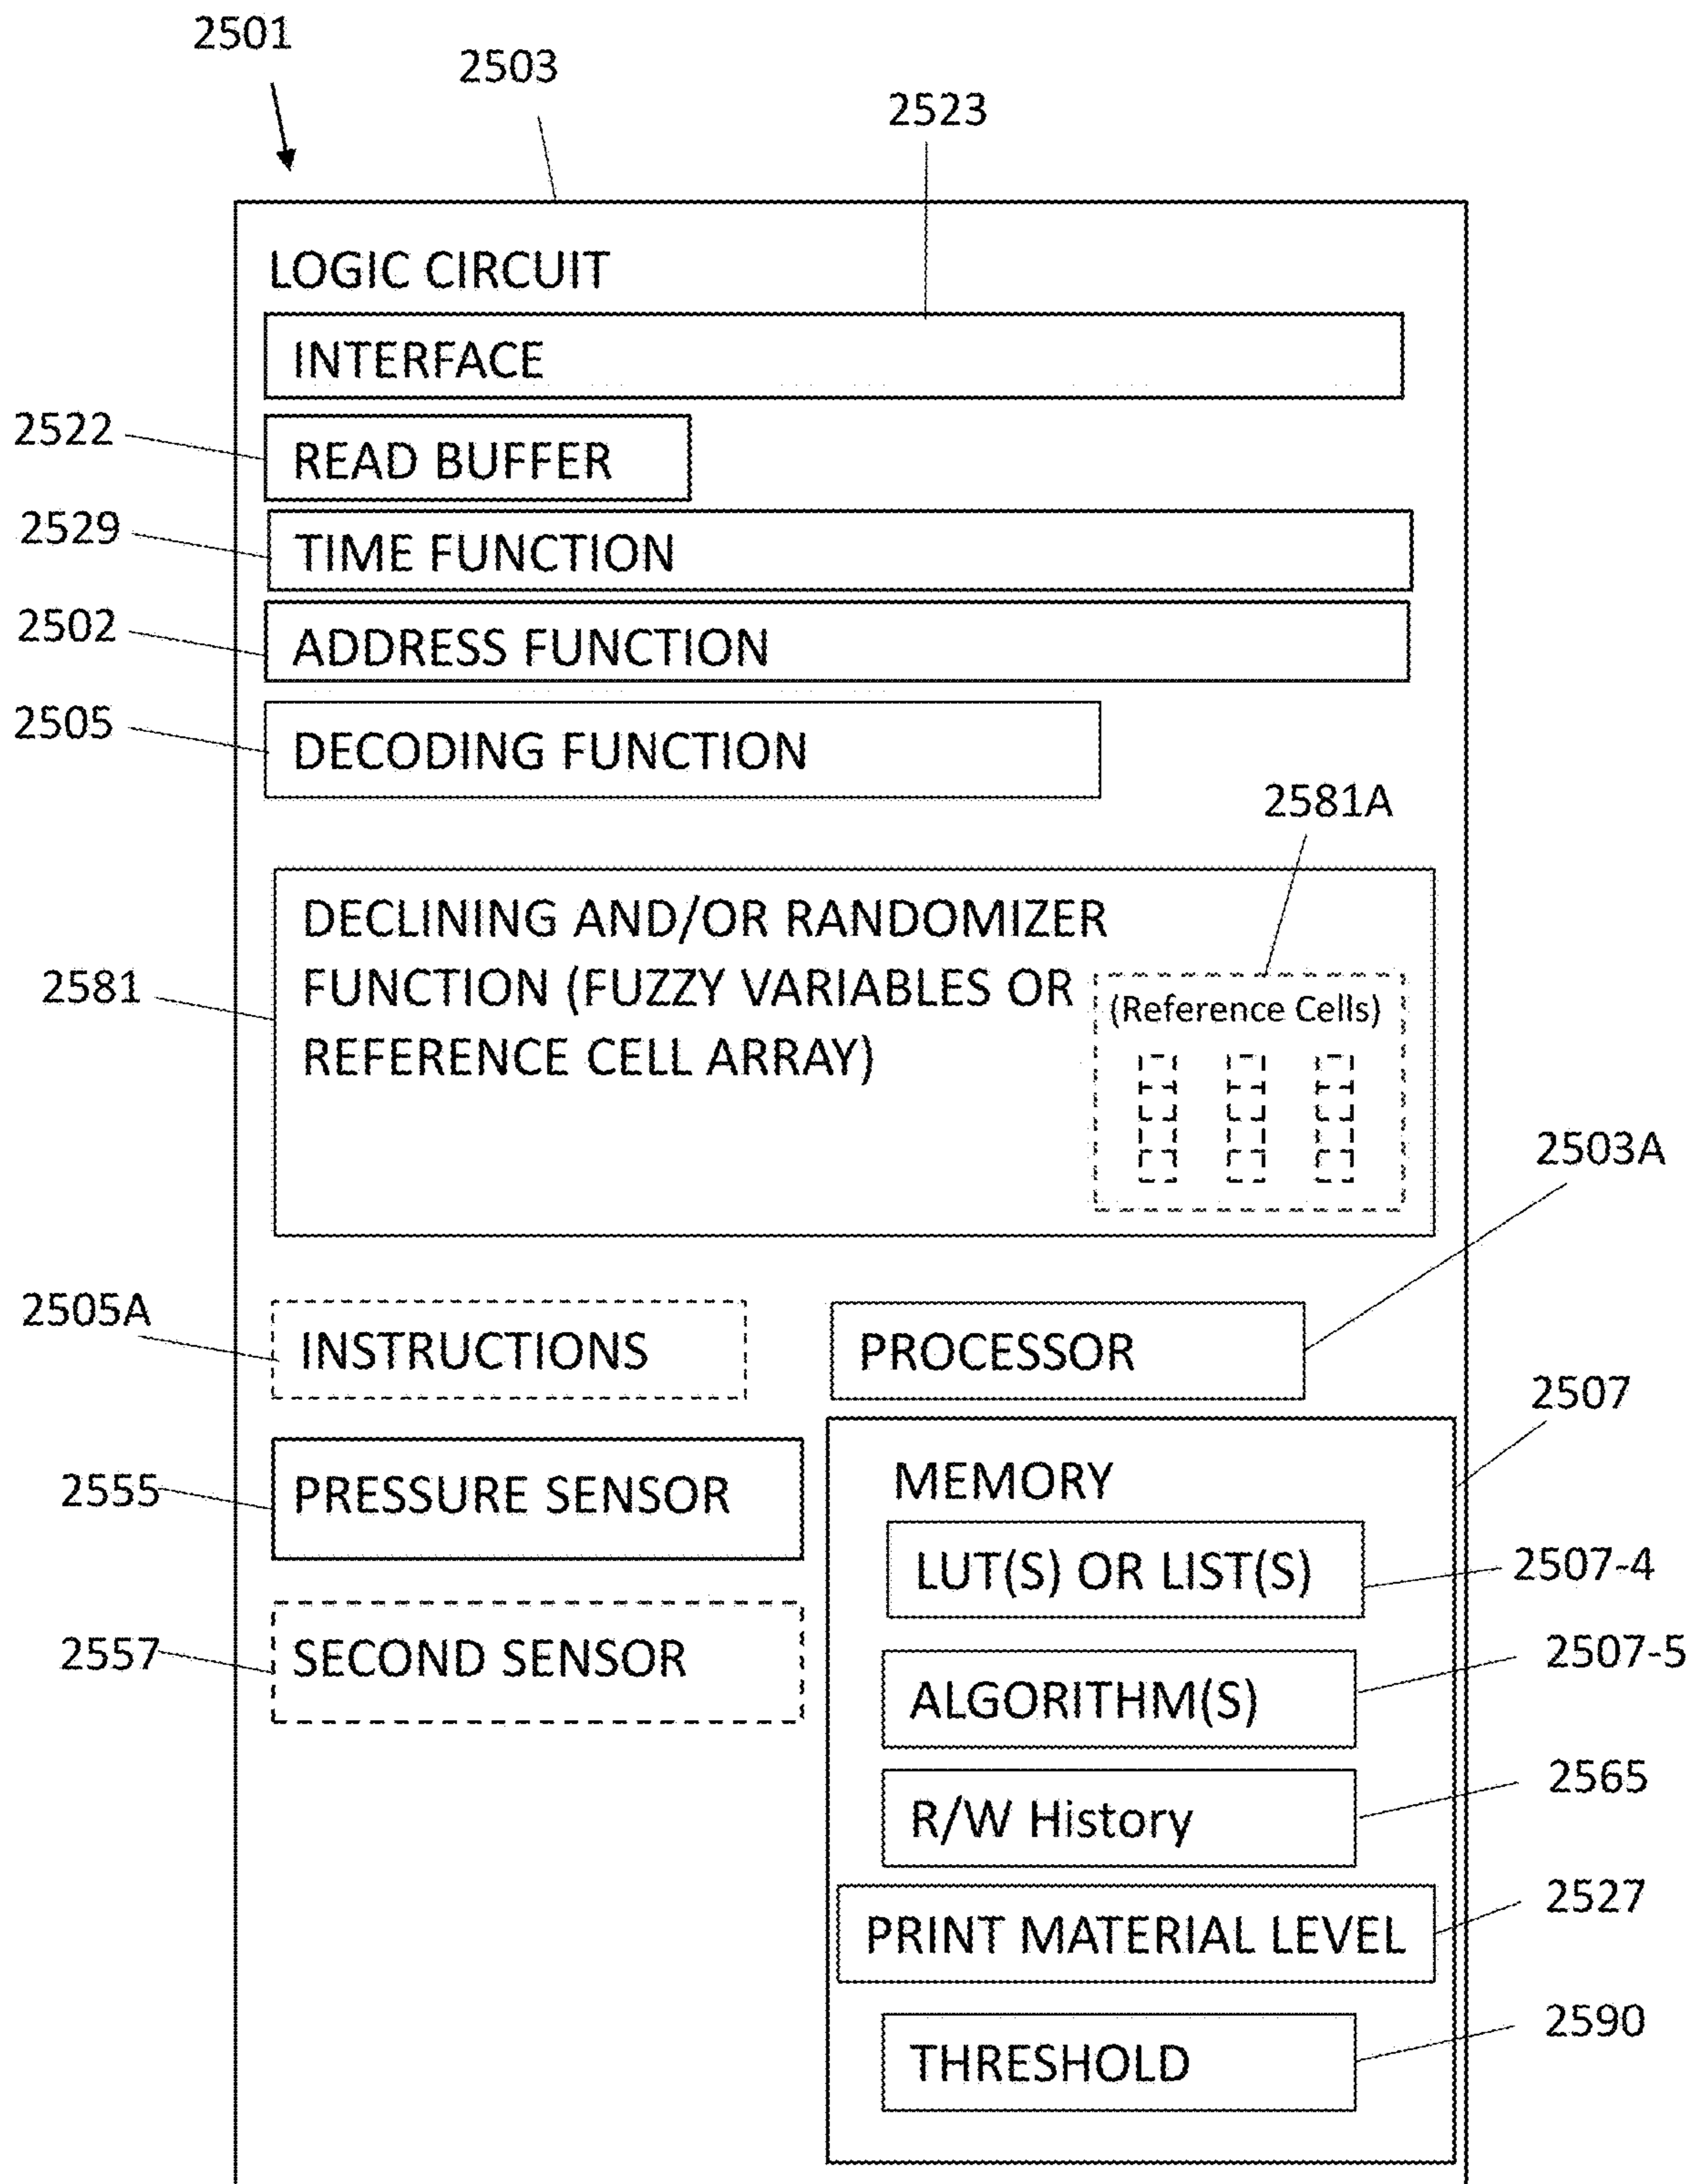 2501
2503
2523
LOGIC CIRCUIT
INTERFACE
2522
READ BUFFER
2529
TIME FUNCTION
2502
ADDRESS FUNCTION
2505
DECODING FUNCTION
2581A
DECLINING AND/OR RANDOMIZER
FUNCTION (FUZZY VARIABLES OR
REFERENCE CELL ARRAY)
2581
(Reference Cells)
2503A
2505A
INSTRUCTIONS
PROCESSOR
2507
2555
PRESSURE SENSOR
MEMORY
LUT(S) OR LIST(S)
2507-4
2557
SECOND SENSOR
ALGORITHM(S)
2507-5
R/W History
2565
PRINT MATERIAL LEVEL
2527
THRESHOLD
2590